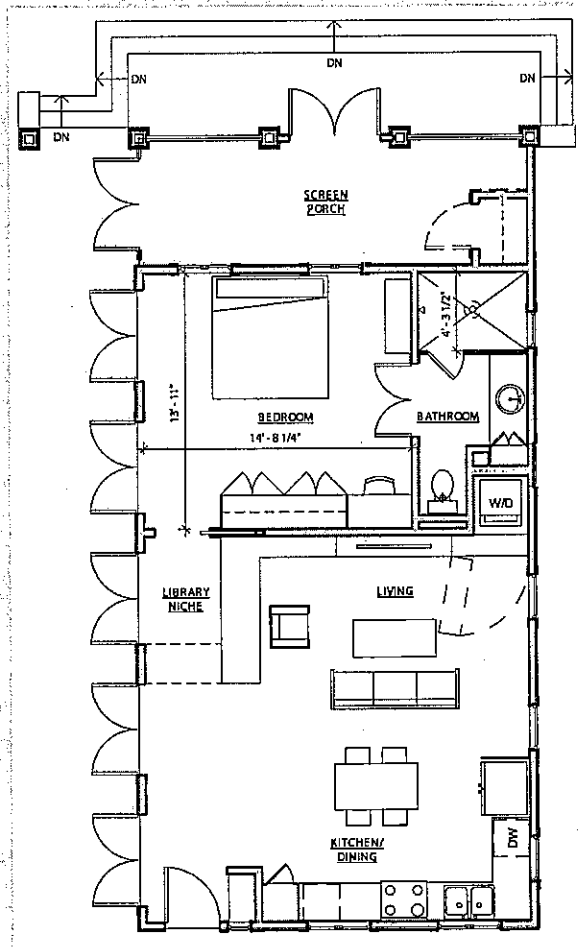 DN
DN
DN
DN
SCREEN
PORCH
4'-3 1/2"
13'-11"
BEDROOM
14'-8 1/4"
BATHROOM
W/D
LIBRARY
NICHE
LIVING
KITCHEN/
DINING
DW